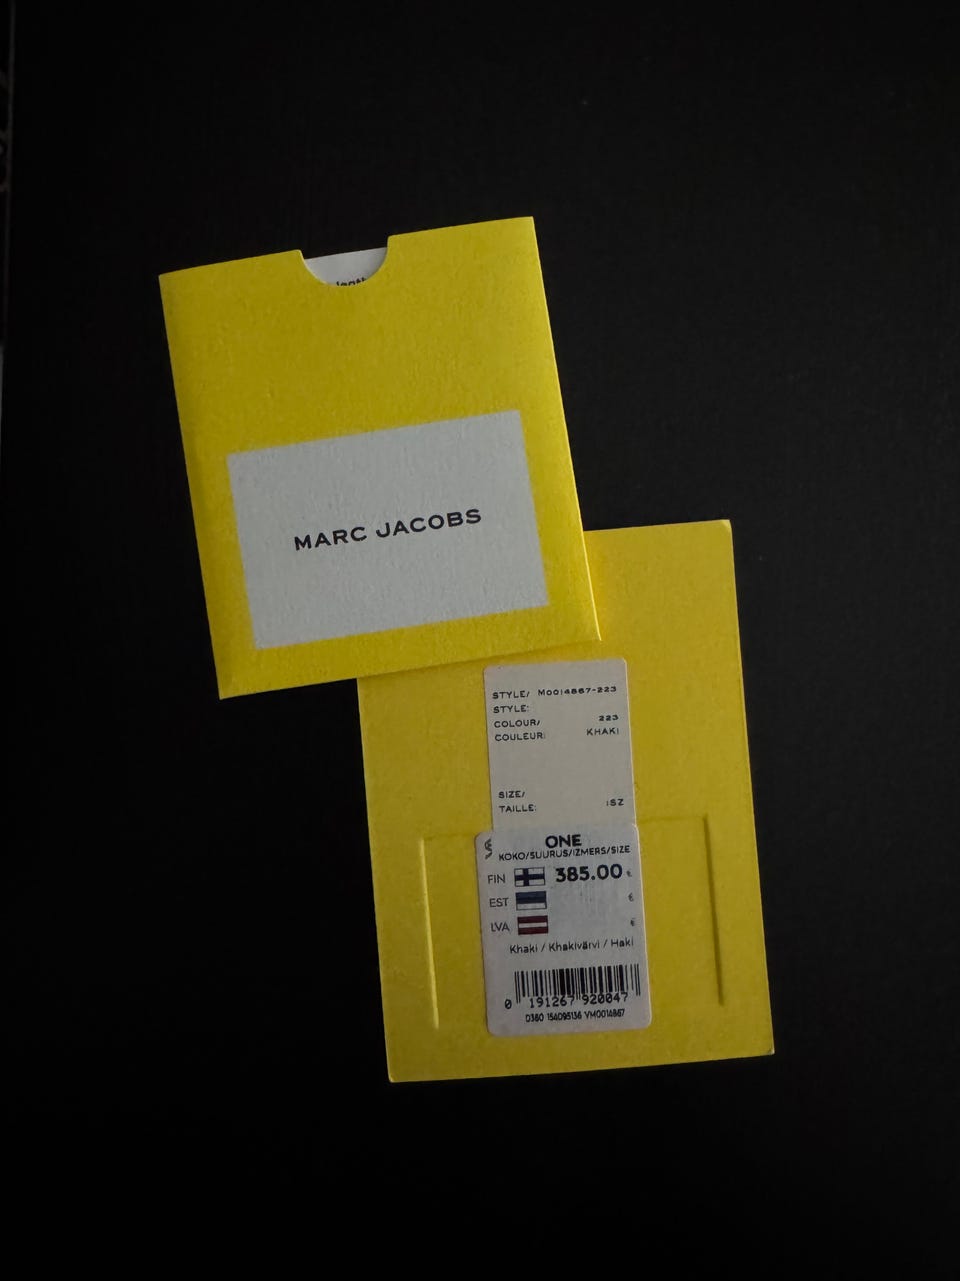 MARC JACOBS
STYLE/ M0014867-223
STYLE:
COLOUR/ 223
COULEUR: KHAKI
SIZE/
TAILLE: 1SZ
ONE
KOKO/SUURUS/IZMERS/SIZE
FIN 385.00 €
EST €
LVA €
Khaki / Khakivärvi / Haki
0 191267 920047
D380 154095136 VM0014867